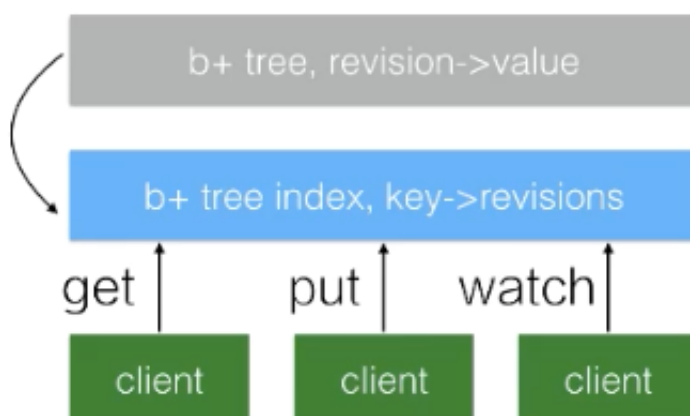 b+ tree, revision->value
b+ tree index, key->revisions
get put watch
client client client